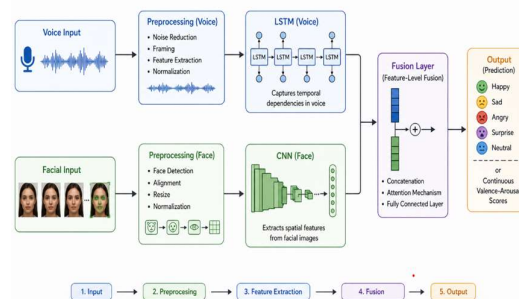 Voice Input
Preprocessing (Voice)
• Noise Reduction
• Framing
• Feature Extraction
• Normalization
LSTM (Voice)
LSTM LSTM LSTM LSTM
Captures temporal
dependencies in voice
Facial Input
Preprocessing (Face)
• Face Detection
• Alignment
• Resize
• Normalization
CNN (Face)
Extracts spatial features
from facial images
Fusion Layer
(Feature-Level Fusion)
• Concatenation
• Attention Mechanism
• Fully Connected Layer
Output
(Prediction)
Happy
Sad
Angry
Surprise
Neutral
or
Continuous
Valence-Arousal
Scores
1. Input
2. Preprocesing
3. Feature Extraction
4. Fusion
5. Output